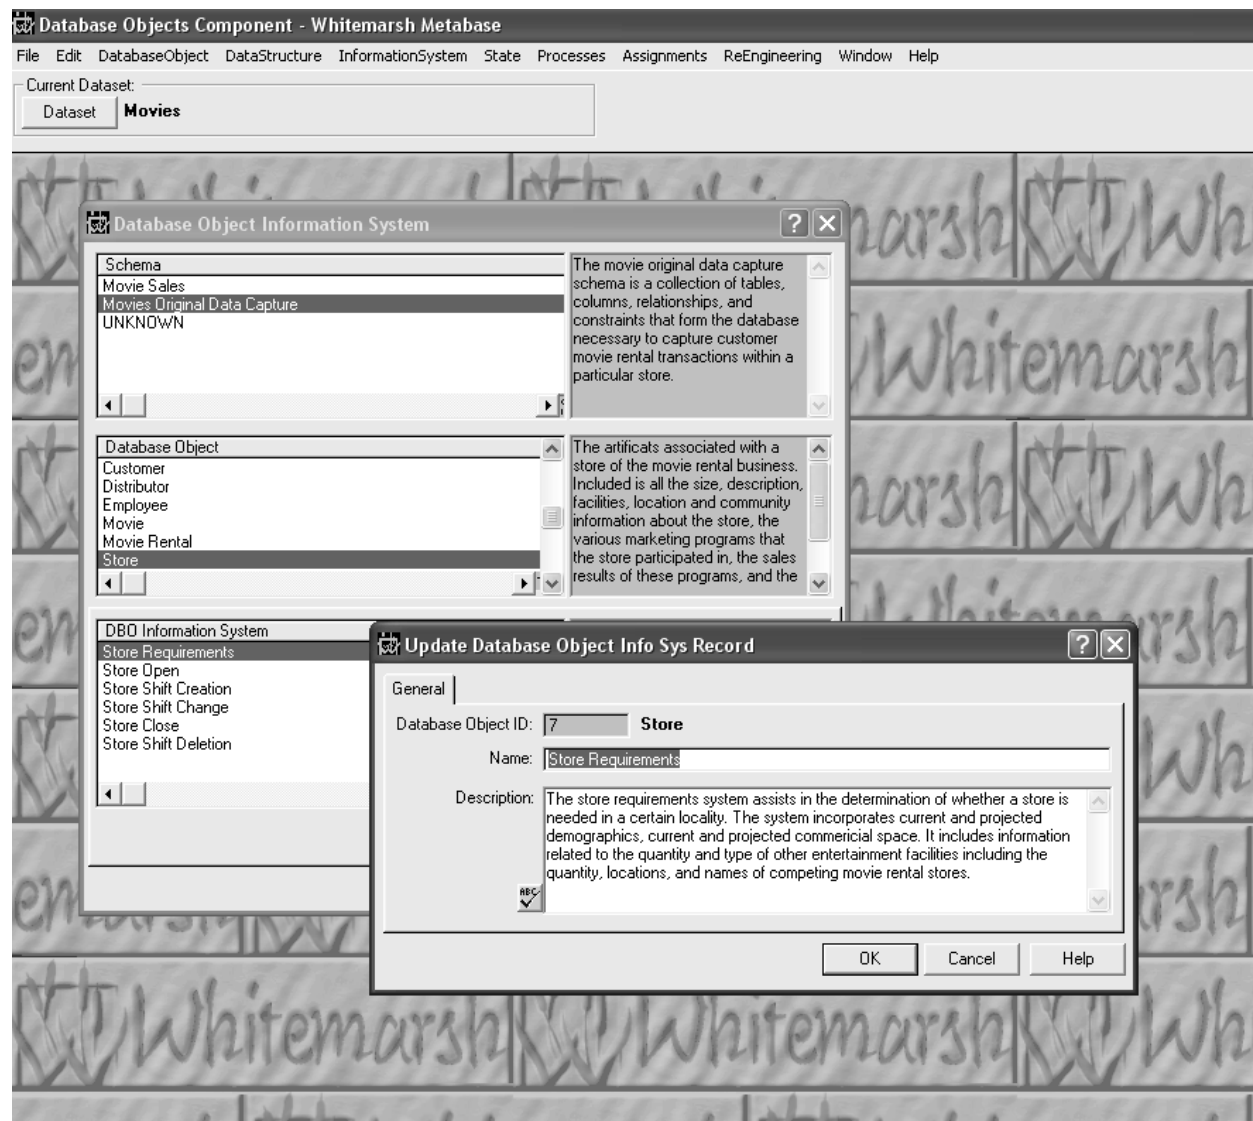 Database Objects Component - Whitemarsh Metabase
File Edit DatabaseObject DataStructure InformationSystem State Processes Assignments ReEngineering Window Help
Current Dataset:
Dataset Movies
Database Object Information System
Schema
Movie Sales
Movies Original Data Capture
UNKNOWN
The movie original data capture
schema is a collection of tables,
columns, relationships, and
constraints that form the database
necessary to capture customer
movie rental transactions within a
particular store.
Database Object
Customer
Distributor
Employee
Movie
Movie Rental
Store
The artificats associated with a
store of the movie rental business.
Included is all the size, description,
facilities, location and community
information about the store, the
various marketing programs that
the store participated in, the sales
results of these programs, and the
DBO Information System
Store Requirements
Store Open
Store Shift Creation
Store Shift Change
Store Close
Store Shift Deletion
Update Database Object Info Sys Record
General
Database Object ID: 7 Store
Name: Store Requirements
Description: The store requirements system assists in the determination of whether a store is
needed in a certain locality. The system incorporates current and projected
demographics, current and projected commericial space. It includes information
related to the quantity and type of other entertainment facilities including the
quantity, locations, and names of competing movie rental stores.
ABC
OK Cancel Help
Whitemarsh
Whitemarsh
Whitemarsh